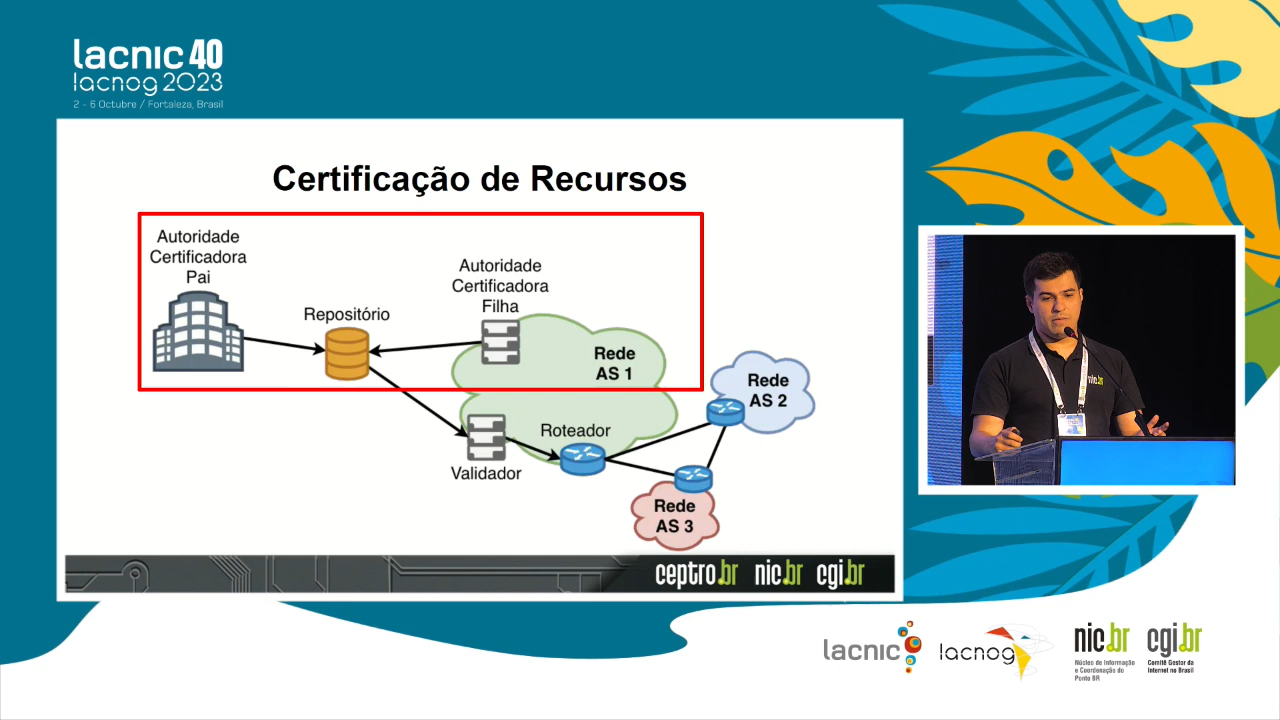 lacnic 40
lacnog 2023
2 - 6 Octubre / Fortaleza, Brasil
Certificação de Recursos
Autoridade
Certificadora
Pai
Repositório
Autoridade
Certificadora
Filha
Rede
AS 1
Rede
AS 2
Roteador
Validador
Rede
AS 3
ceptro.br nic.br cgi.br
nic.br
lacnic
lacnog
nic.br
Núcleo de Informação
e Coordenação do
Ponto BR
cgi.br
Comitê Gestor da
Internet no Brasil